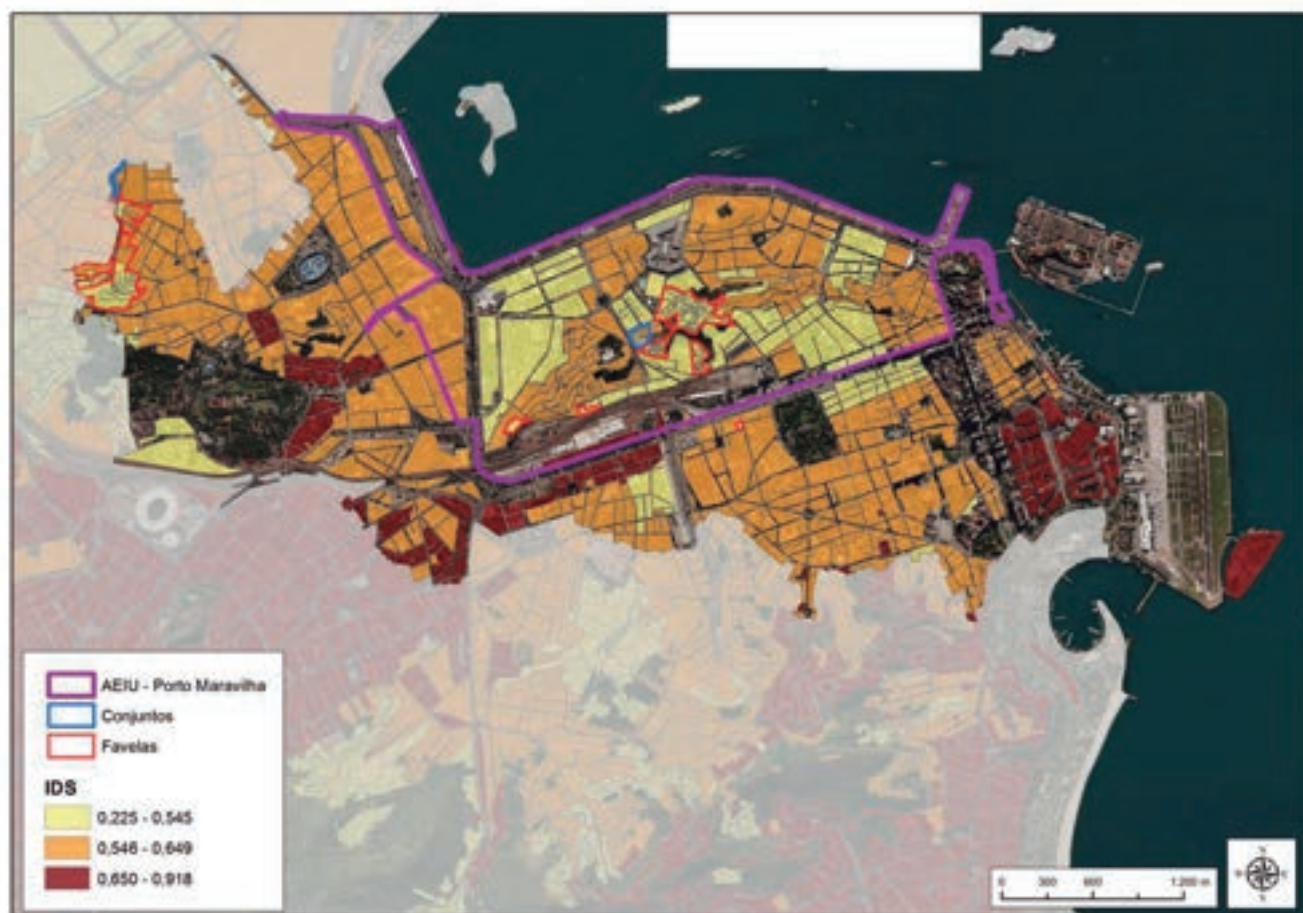 AEIU - Porto Maravilha
Conjuntos
Favelas
IDS
0,225 - 0,545
0,546 - 0,649
0,650 - 0,918
0 300 600 1.200 m